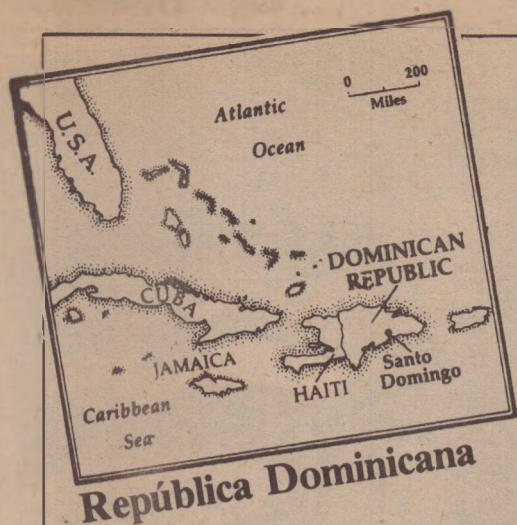 0 200
Miles
Atlantic
Ocean
U.S.A.
DOMINICAN
REPUBLIC
CUBA
JAMAICA
HAITI
Santo
Domingo
Caribbean
Sea
República Dominicana